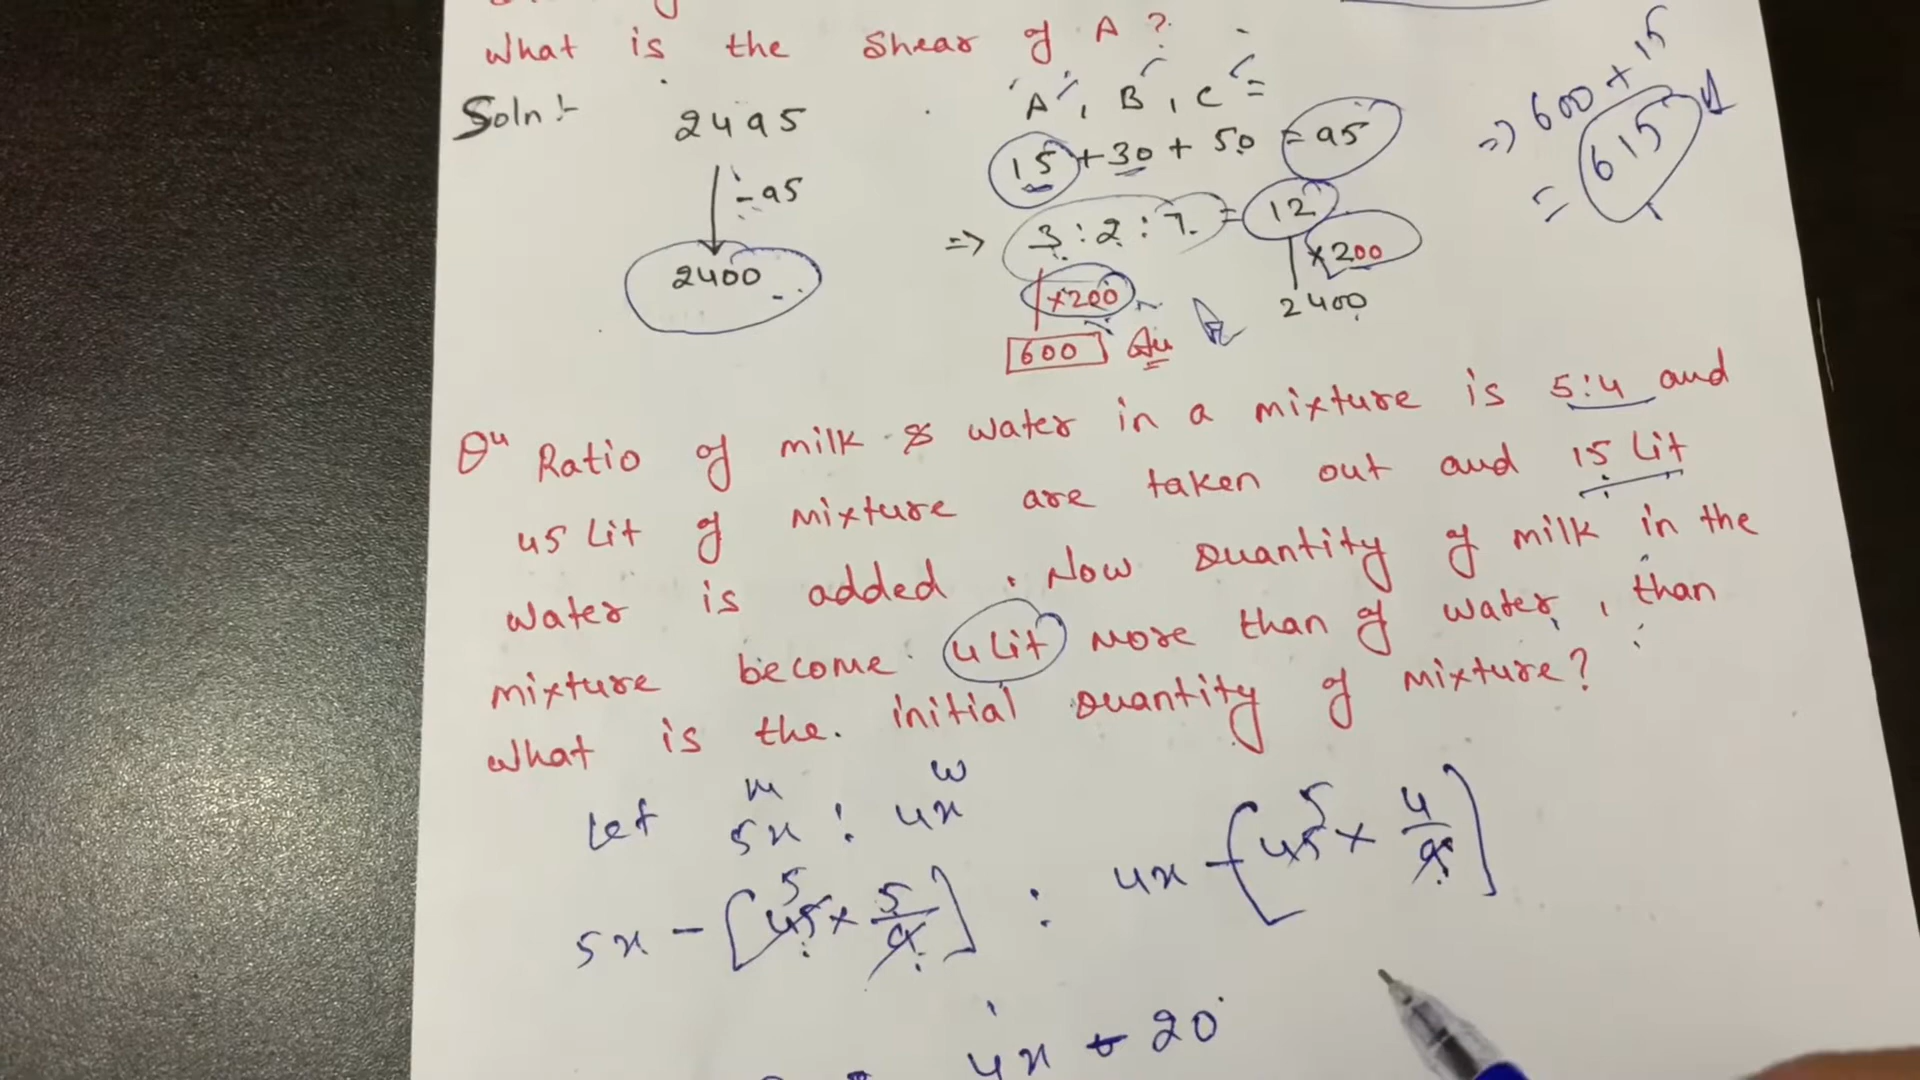 What is the Shear of A ?
Soln :-
2495
-95
2400
A , B , C =
15 + 30 + 50 = 95
=> 3 : 2 : 7 = 12
×200
×200
600
2400
=> 600 + 15
= 615
Ratio of milk & water in a mixture is 5:4 and
45 Lit of mixture are taken out and 15 Lit
water is added . Now Quantity of milk in the
mixture become 4 Lit more than of water , than
what is the initial Quantity of mixture?
Let 5x : 4x
m w
5x - [45 × 5/9] : 4x - [45 × 4/9]
5 5
4x - 20